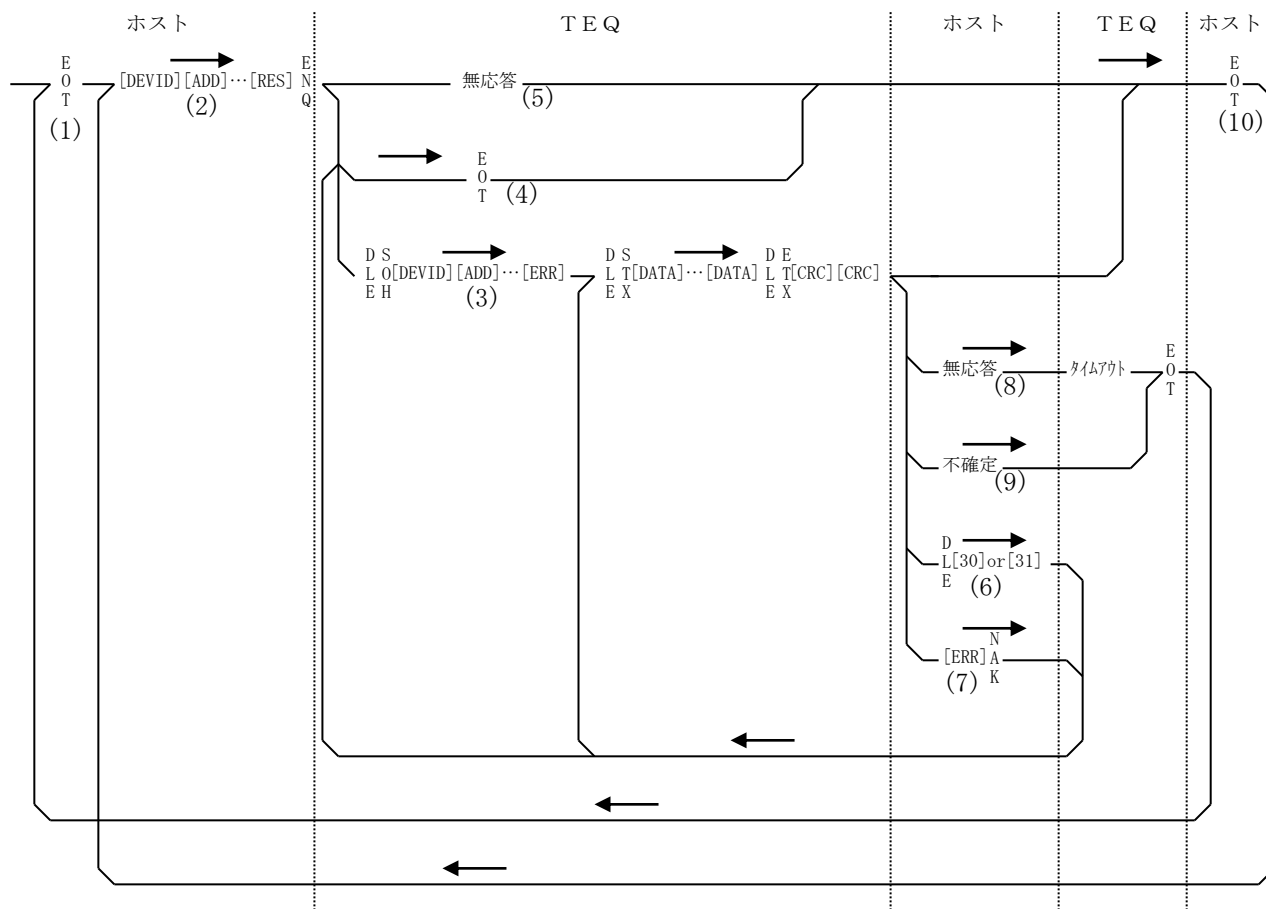 ホスト TEQ ホスト TEQ ホスト
EOT
(1)
[DEVID][ADD]…[RES]
(2)
ENQ
無応答
(5)
EOT
(10)
EOT
(4)
DLE SOH [DEVID][ADD]…[ERR]
(3)
DLE STX [DATA]…[DATA] DLE ETX [CRC][CRC]
無応答
(8)
タイムアウト
EOT
不確定
(9)
DLE [30]or[31]
(6)
[ERR] NAK
(7)